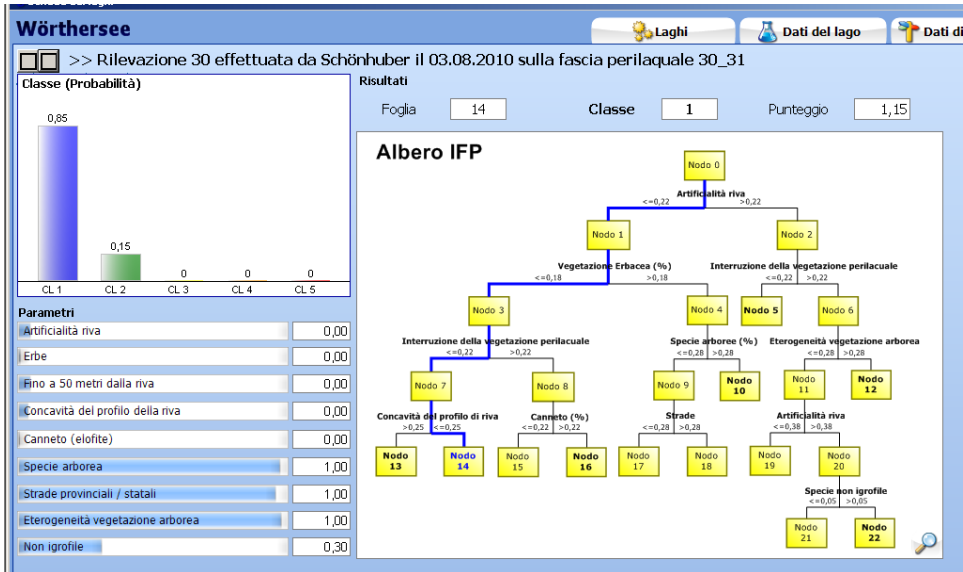 Wörthersee
Laghi
Dati del lago
Dati di
>> Rilevazione 30 effettuata da Schönhuber il 03.08.2010 sulla fascia perilaquale 30_31
Classe (Probabilità)
0,85
0,15
0
0
0
CL 1 CL 2 CL 3 CL 4 CL 5
Risultati
Foglia 14 Classe 1 Punteggio 1,15
Parametri
Artificialità riva 0,00
Erbe 0,00
Fino a 50 metri dalla riva 0,00
Concavità del profilo della riva 0,00
Canneto (elofite) 0,00
Specie arborea 1,00
Strade provinciali / statali 1,00
Eterogeneità vegetazione arborea 1,00
Non igrofile 0,30
Albero IFP
Nodo 0
Artificialità riva
<=0,22 >0,22
Nodo 1 Nodo 2
Vegetazione Erbacea (%) Interruzione della vegetazione perilacuale
<=0,18 >0,18 <=0,22 >0,22
Nodo 3 Nodo 4 Nodo 5 Nodo 6
Interruzione della vegetazione perilacuale Specie arboree (%) Eterogeneità vegetazione arborea
<=0,22 >0,22 <=0,28 >0,28 <=0,28 >0,28
Nodo 7 Nodo 8 Nodo 9 Nodo 10 Nodo 11 Nodo 12
Concavità del profilo di riva Canneto (%) Strade Artificialità riva
>0,25 <=0,25 <=0,22 >0,22 <=0,28 >0,28 <=0,38 >0,38
Nodo 13 Nodo 14 Nodo 15 Nodo 16 Nodo 17 Nodo 18 Nodo 19 Nodo 20
Specie non igrofile
<=0,05 >0,05
Nodo 21 Nodo 22